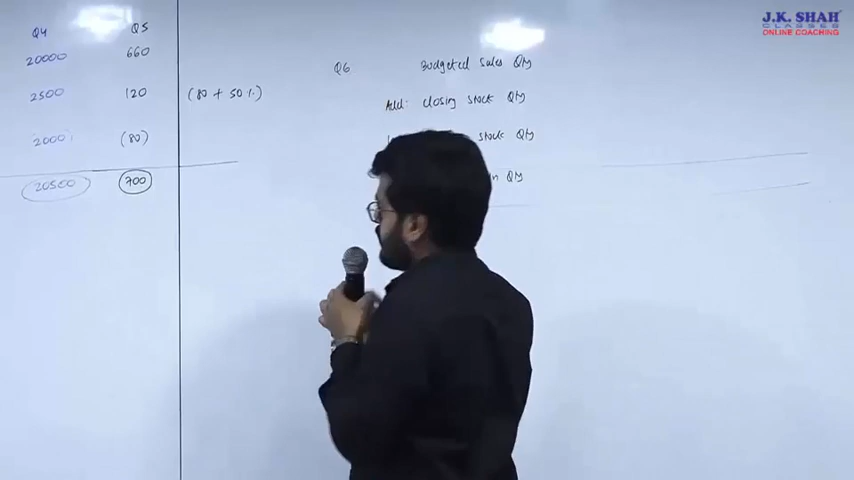 Q4 Q5
20000 660
2500 120 (80 + 50%)
2000 (80)
20500 700
Q6 Budgeted Sales Qty
Add: closing stock Qty
stock Qty
n Qty
J.K. SHAH
CLASSES
ONLINE COACHING